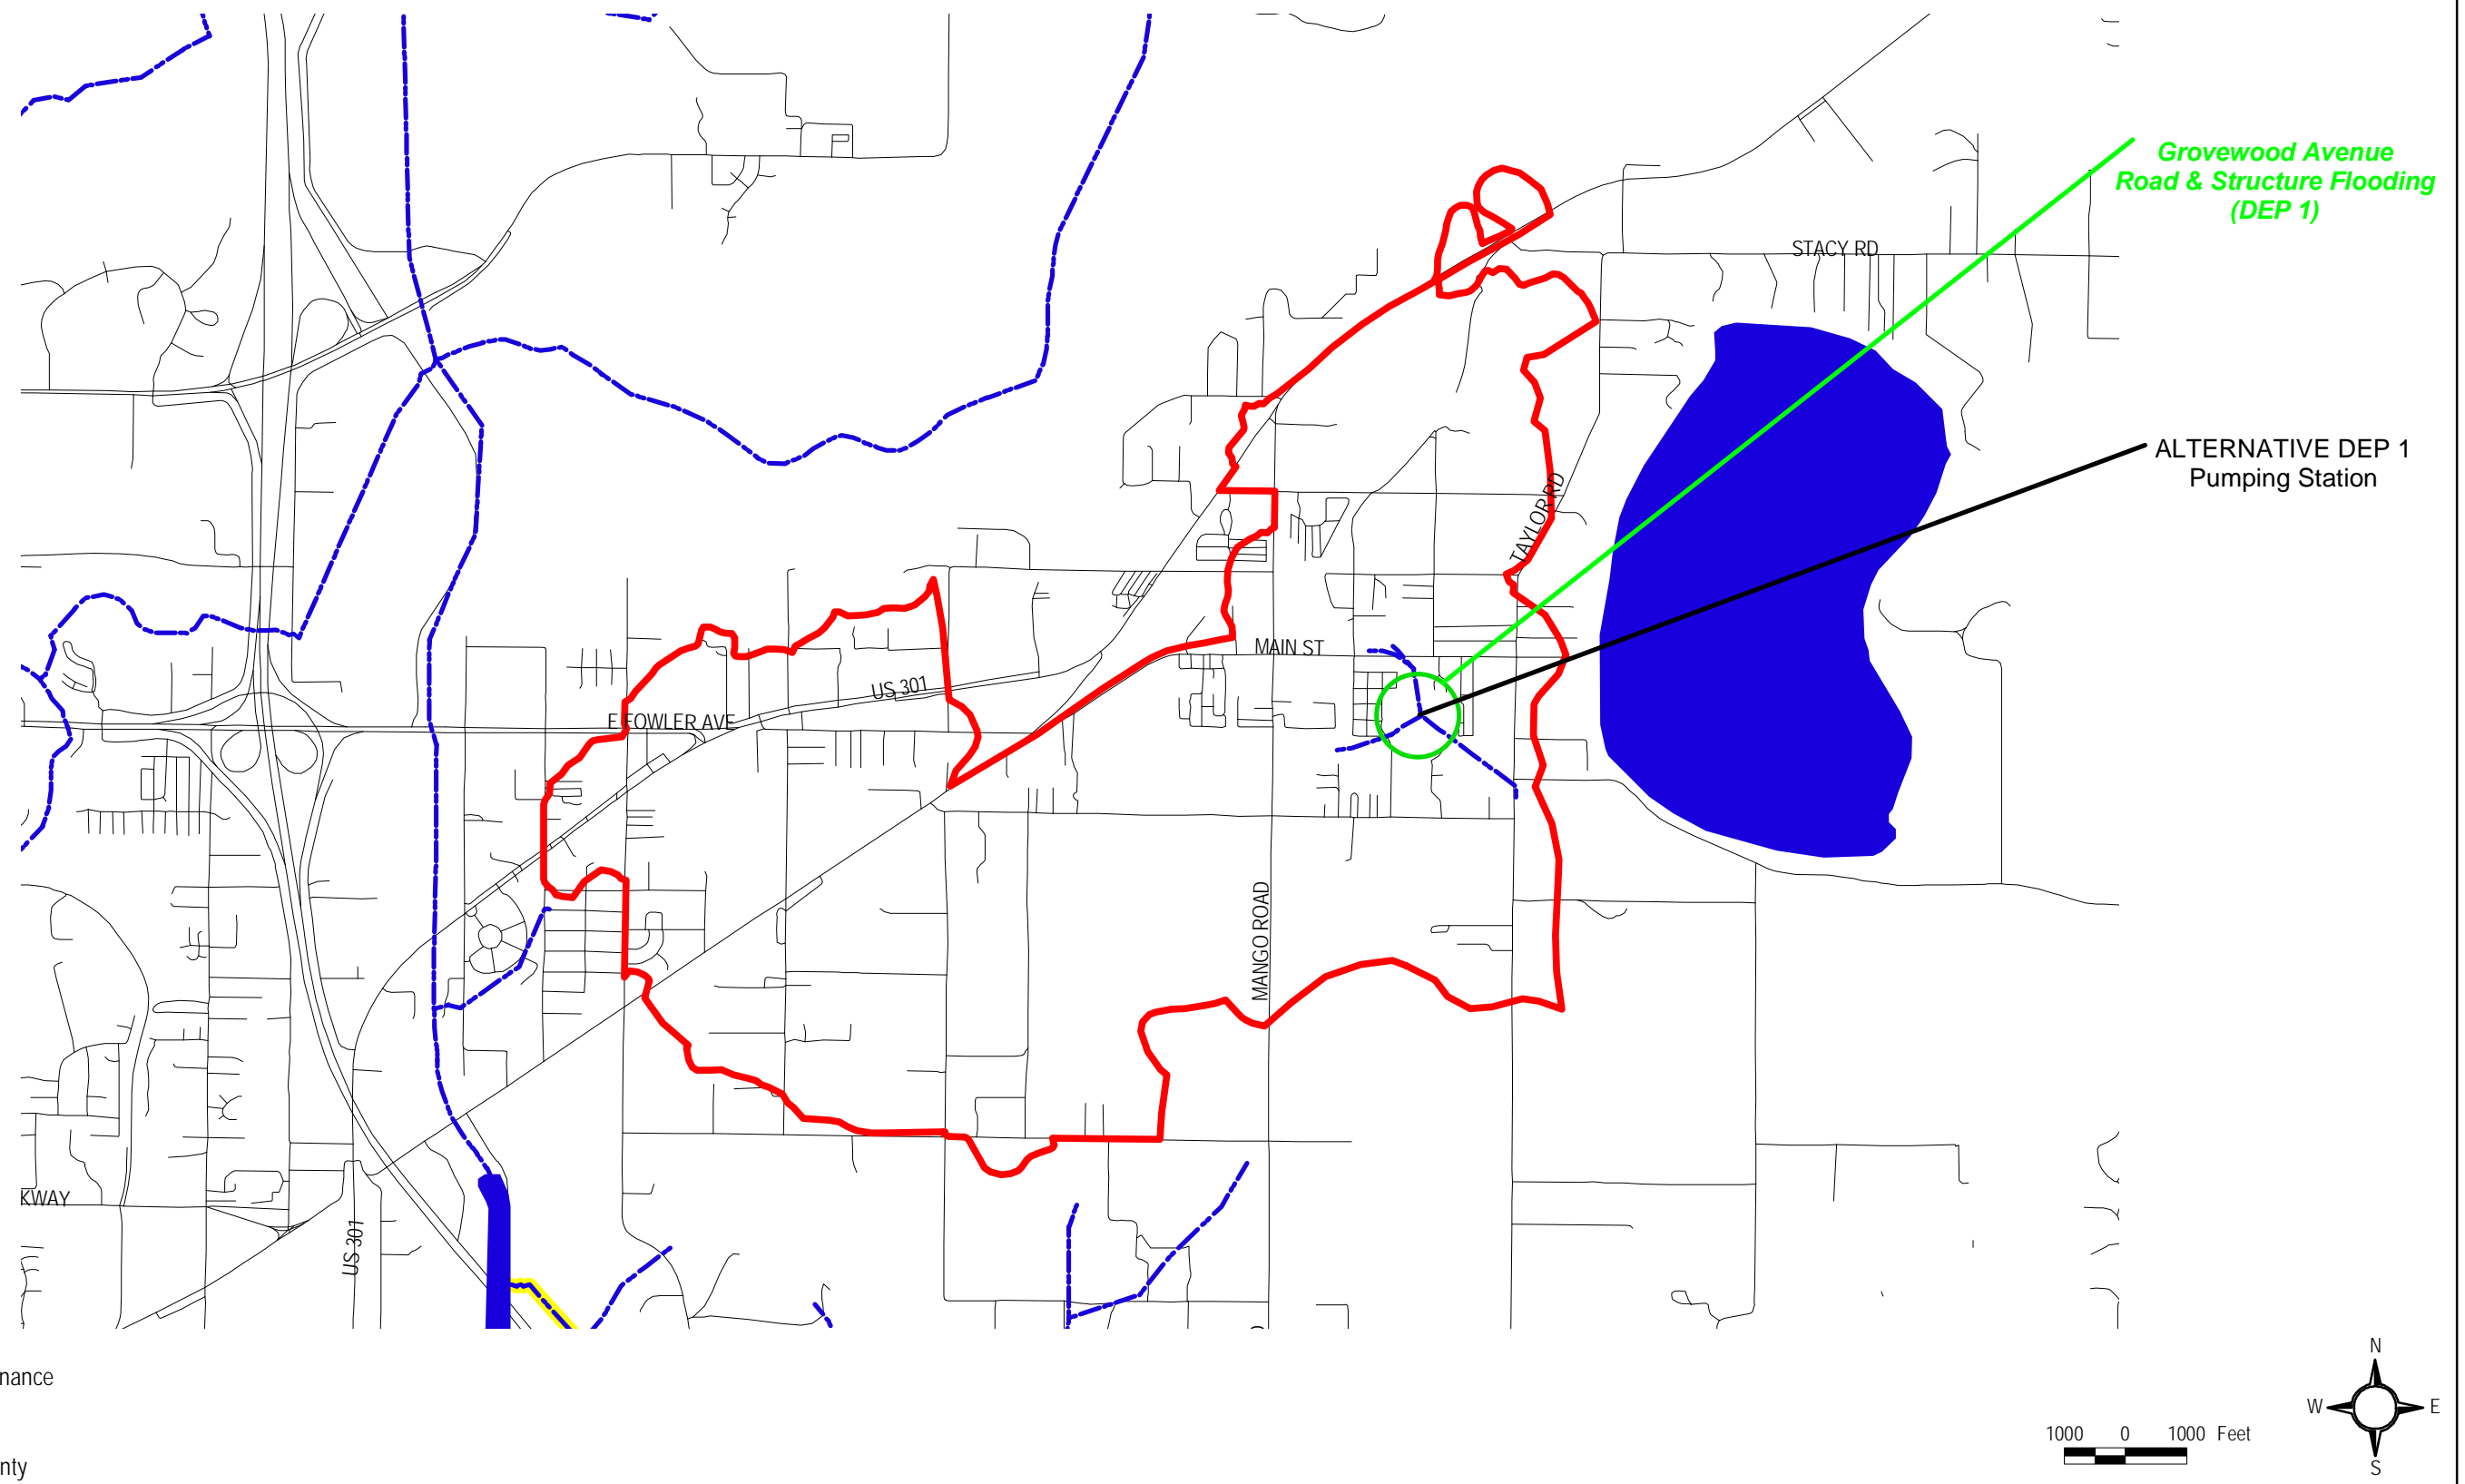 Grovewood Avenue
Road & Structure Flooding
(DEP 1)
STACY RD
ALTERNATIVE DEP 1
Pumping Station
TAYLOR RD
MAIN ST
US 301
E FOWLER AVE
MANGO ROAD
KWAY
US 301
N
W
E
S
1000 0 1000 Feet
nance
nty